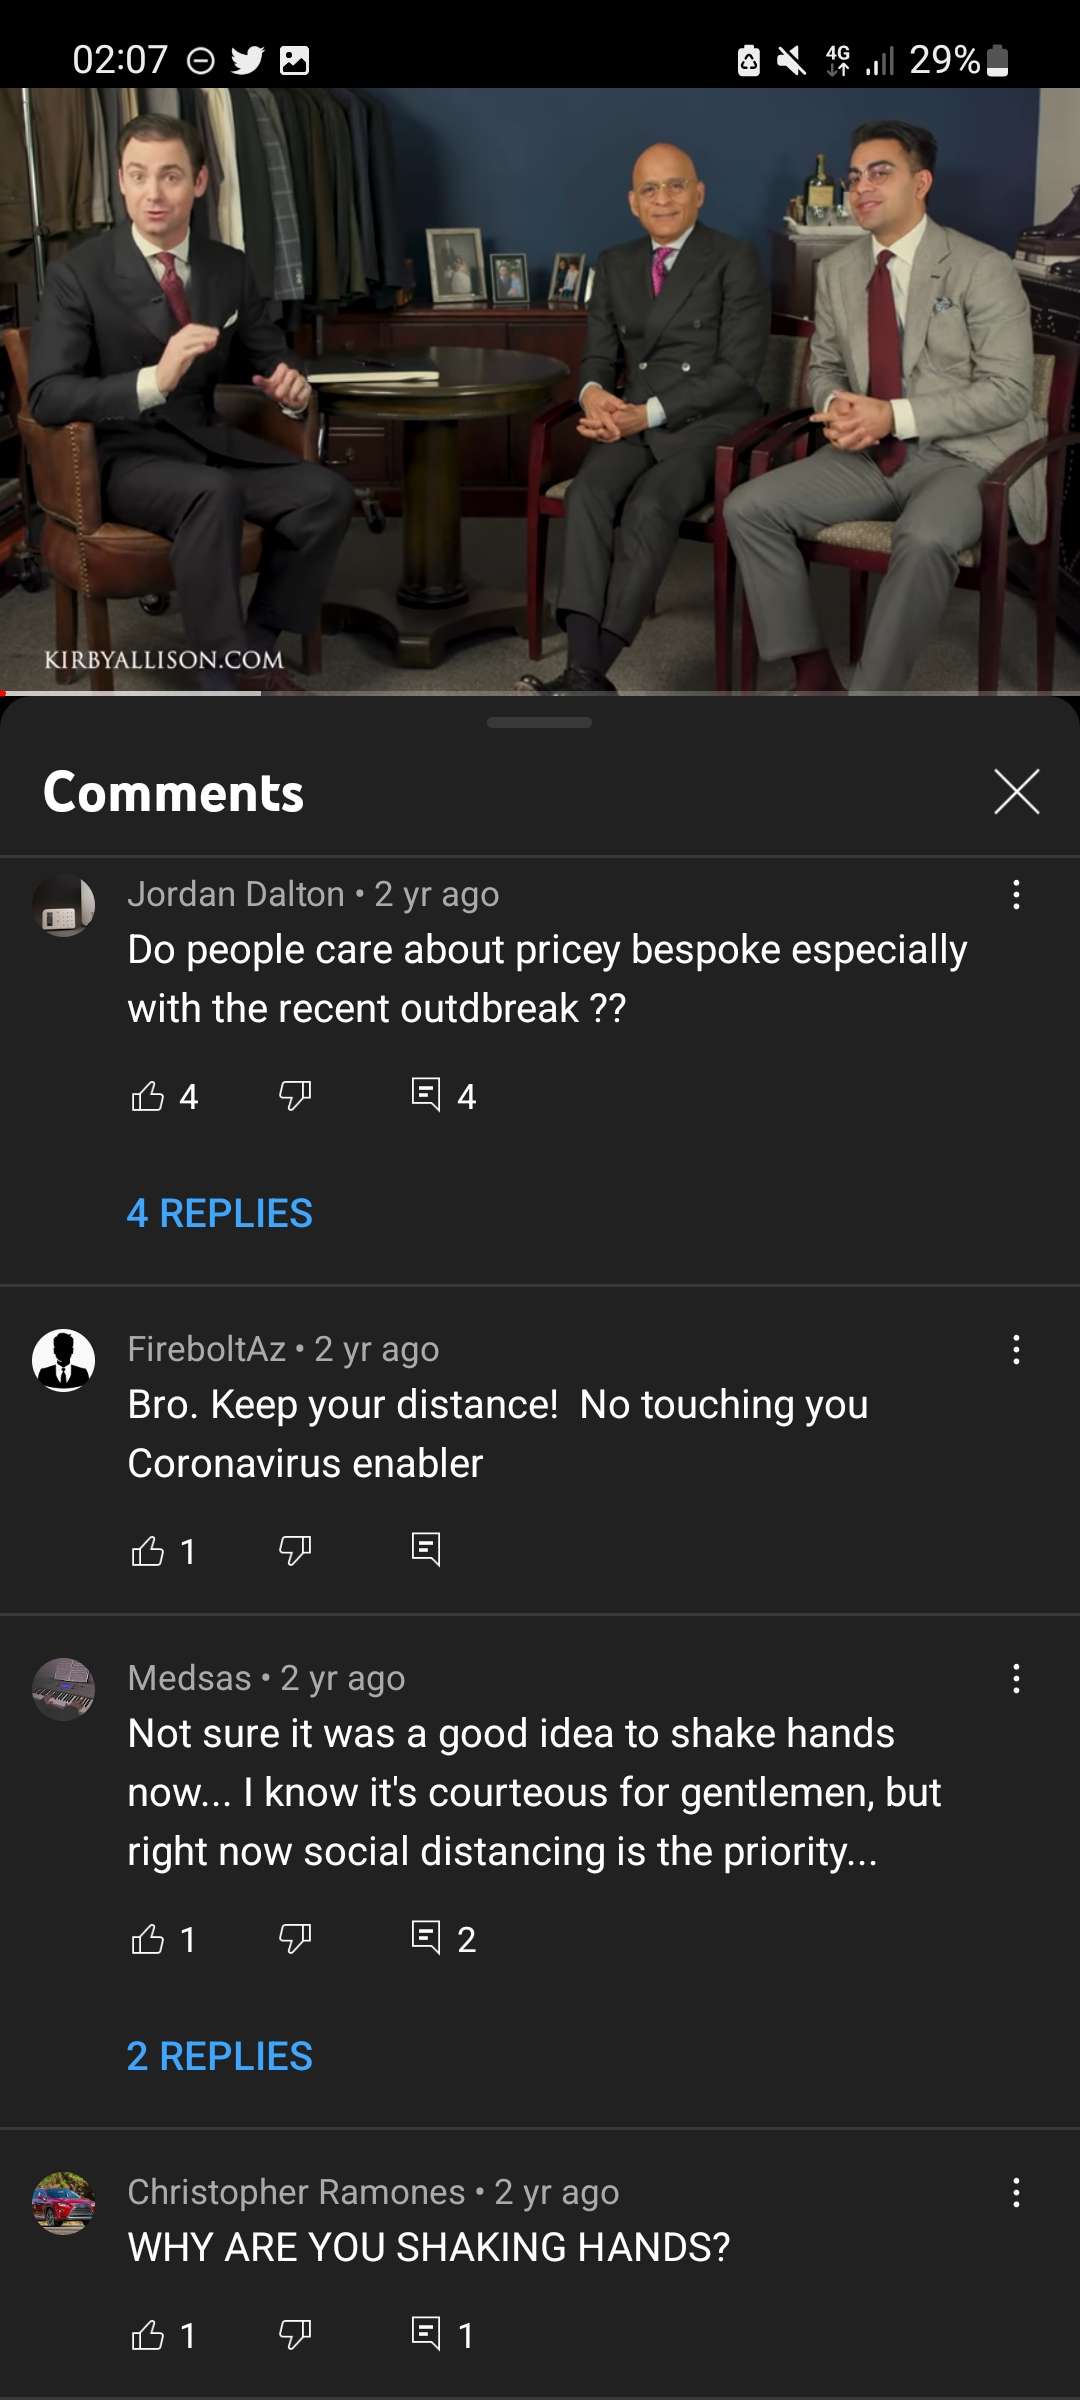 02:07
4G
29%
KIRBYALLISON.COM
Comments
Jordan Dalton • 2 yr ago
Do people care about pricey bespoke especially
with the recent outdbreak ??
4
4
4 REPLIES
FireboltAz • 2 yr ago
Bro. Keep your distance!  No touching you
Coronavirus enabler
1
Medsas • 2 yr ago
Not sure it was a good idea to shake hands
now... I know it's courteous for gentlemen, but
right now social distancing is the priority...
1
2
2 REPLIES
Christopher Ramones • 2 yr ago
WHY ARE YOU SHAKING HANDS?
1
1